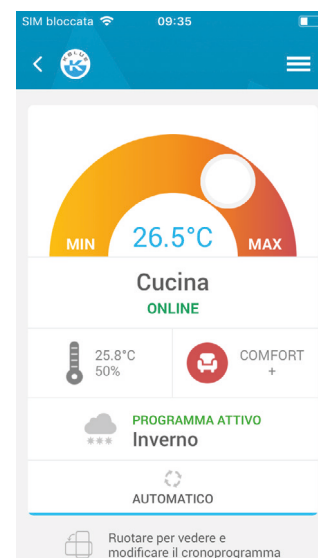 SIM bloccata 09:35
KELUS
K
MIN 26.5°C MAX
Cucina
ONLINE
25.8°C
50%
COMFORT
+
PROGRAMMA ATTIVO
Inverno
AUTOMATICO
Ruotare per vedere e
modificare il cronoprogramma